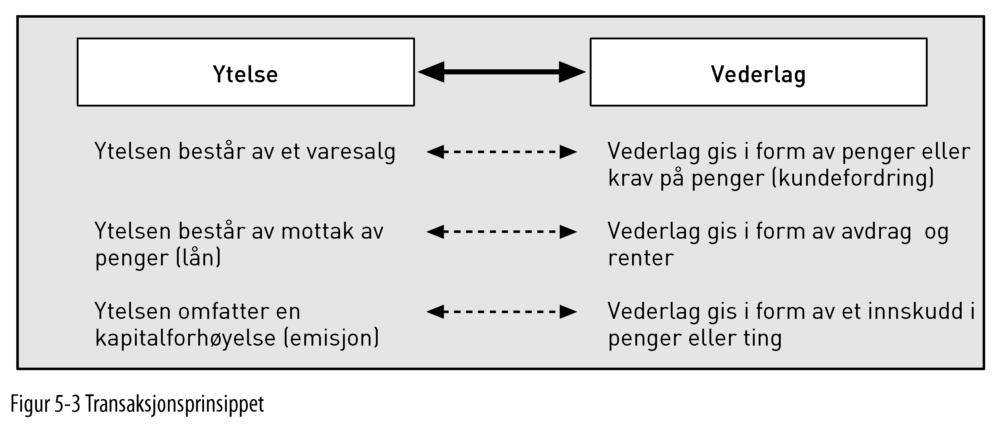 Ytelse
Vederlag
Ytelsen består av et varesalg
Vederlag gis i form av penger eller
krav på penger (kundefordring)
Ytelsen består av mottak av
penger (lån)
Vederlag gis i form av avdrag  og
renter
Ytelsen omfatter en
kapitalforhøyelse (emisjon)
Vederlag gis i form av et innskudd i
penger eller ting
Figur 5-3 Transaksjonsprinsippet